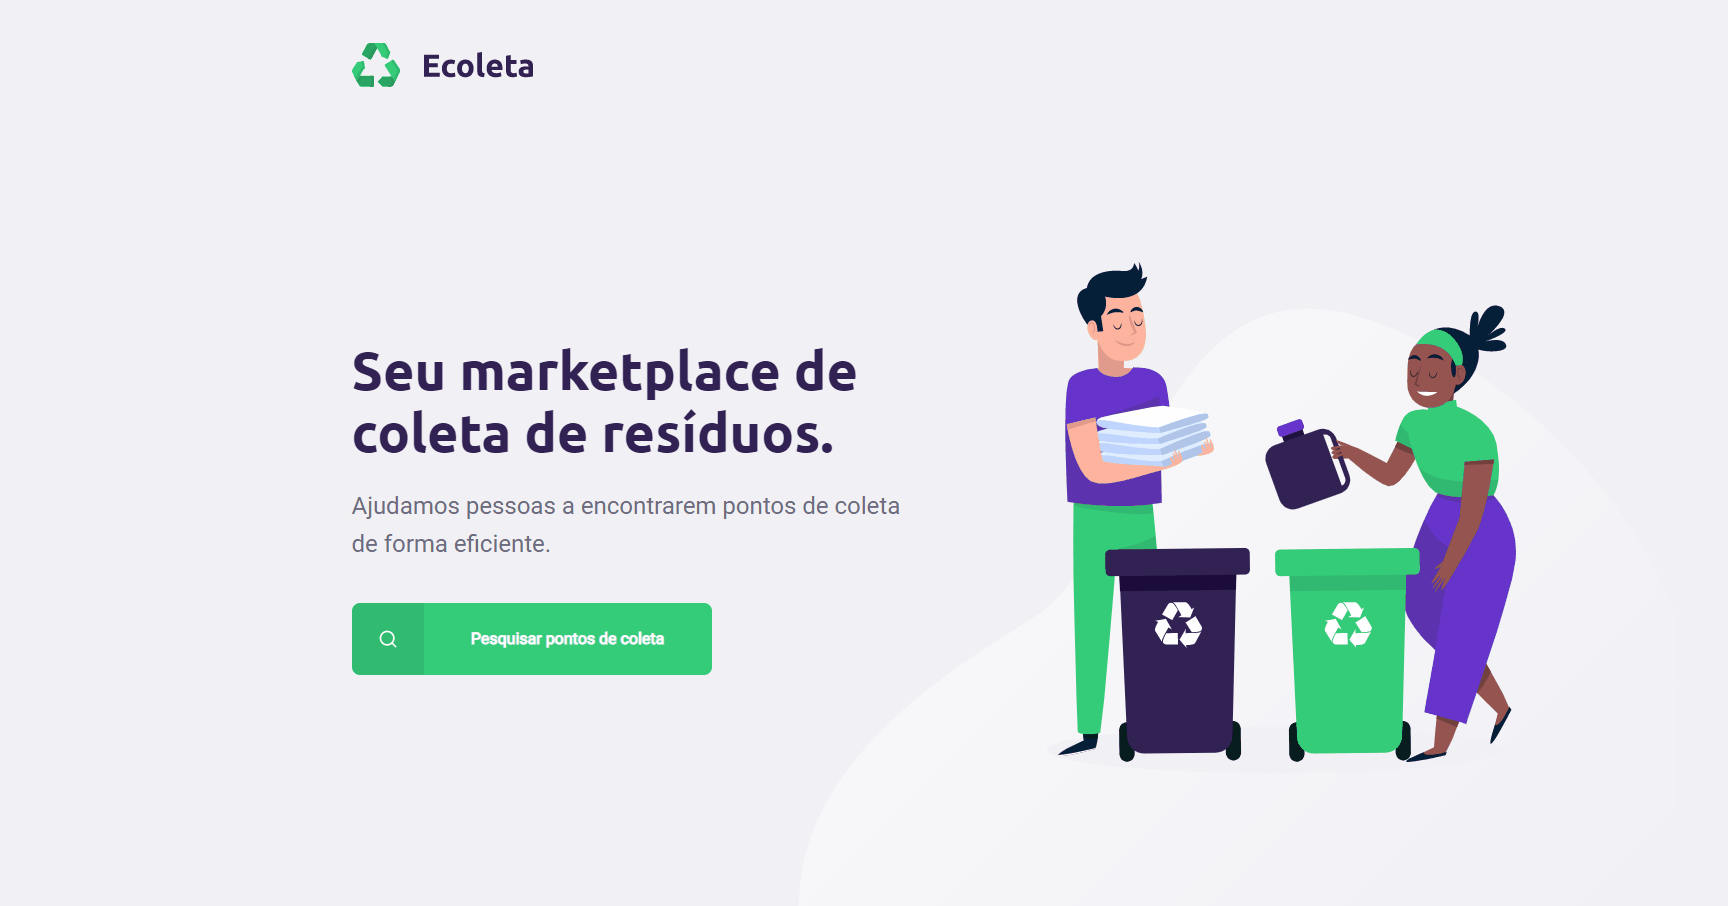 Ecoleta
Seu marketplace de
coleta de resíduos.
Ajudamos pessoas a encontrarem pontos de coleta
de forma eficiente.
Pesquisar pontos de coleta